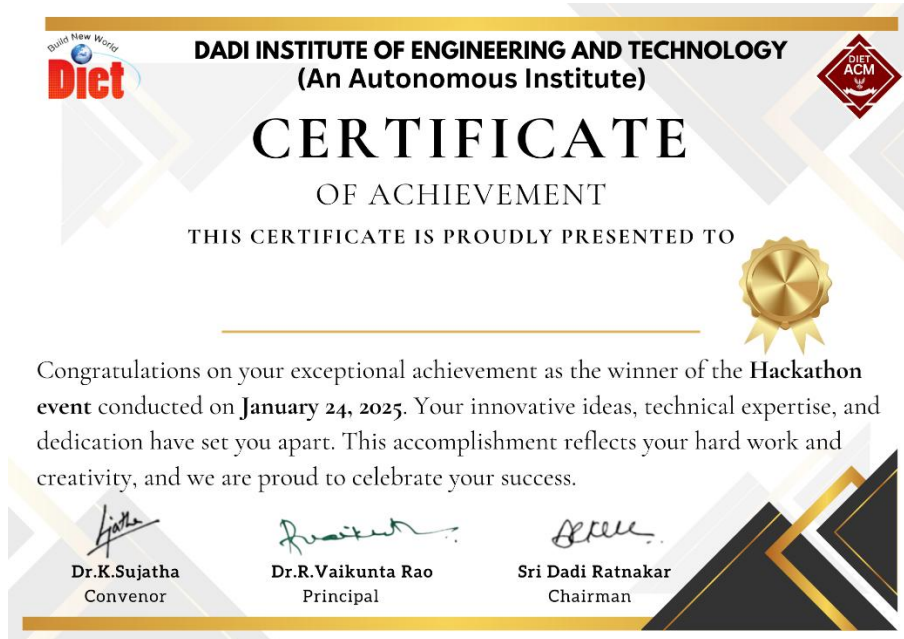 Build New World
Diet
DADI INSTITUTE OF ENGINEERING AND TECHNOLOGY
(An Autonomous Institute)
DIET
ACM
CERTIFICATE
OF ACHIEVEMENT
THIS CERTIFICATE IS PROUDLY PRESENTED TO
Congratulations on your exceptional achievement as the winner of the Hackathon
event conducted on January 24, 2025. Your innovative ideas, technical expertise, and
dedication have set you apart. This accomplishment reflects your hard work and
creativity, and we are proud to celebrate your success.
Dr.K.Sujatha
Convenor
Dr.R.Vaikunta Rao
Principal
Sri Dadi Ratnakar
Chairman